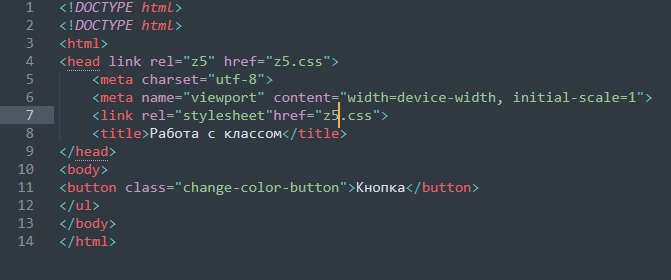 1 <!DOCTYPE html>
2 <!DOCTYPE html>
3 <html>
4 <head link rel="z5" href="z5.css">
5     <meta charset="utf-8">
6     <meta name="viewport" content="width=device-width, initial-scale=1">
7     <link rel="stylesheet"href="z5.css">
8     <title>Работа с классом</title>
9 </head>
10 <body>
11 <button class="change-color-button">Кнопка</button>
12 </ul>
13 </body>
14 </html>